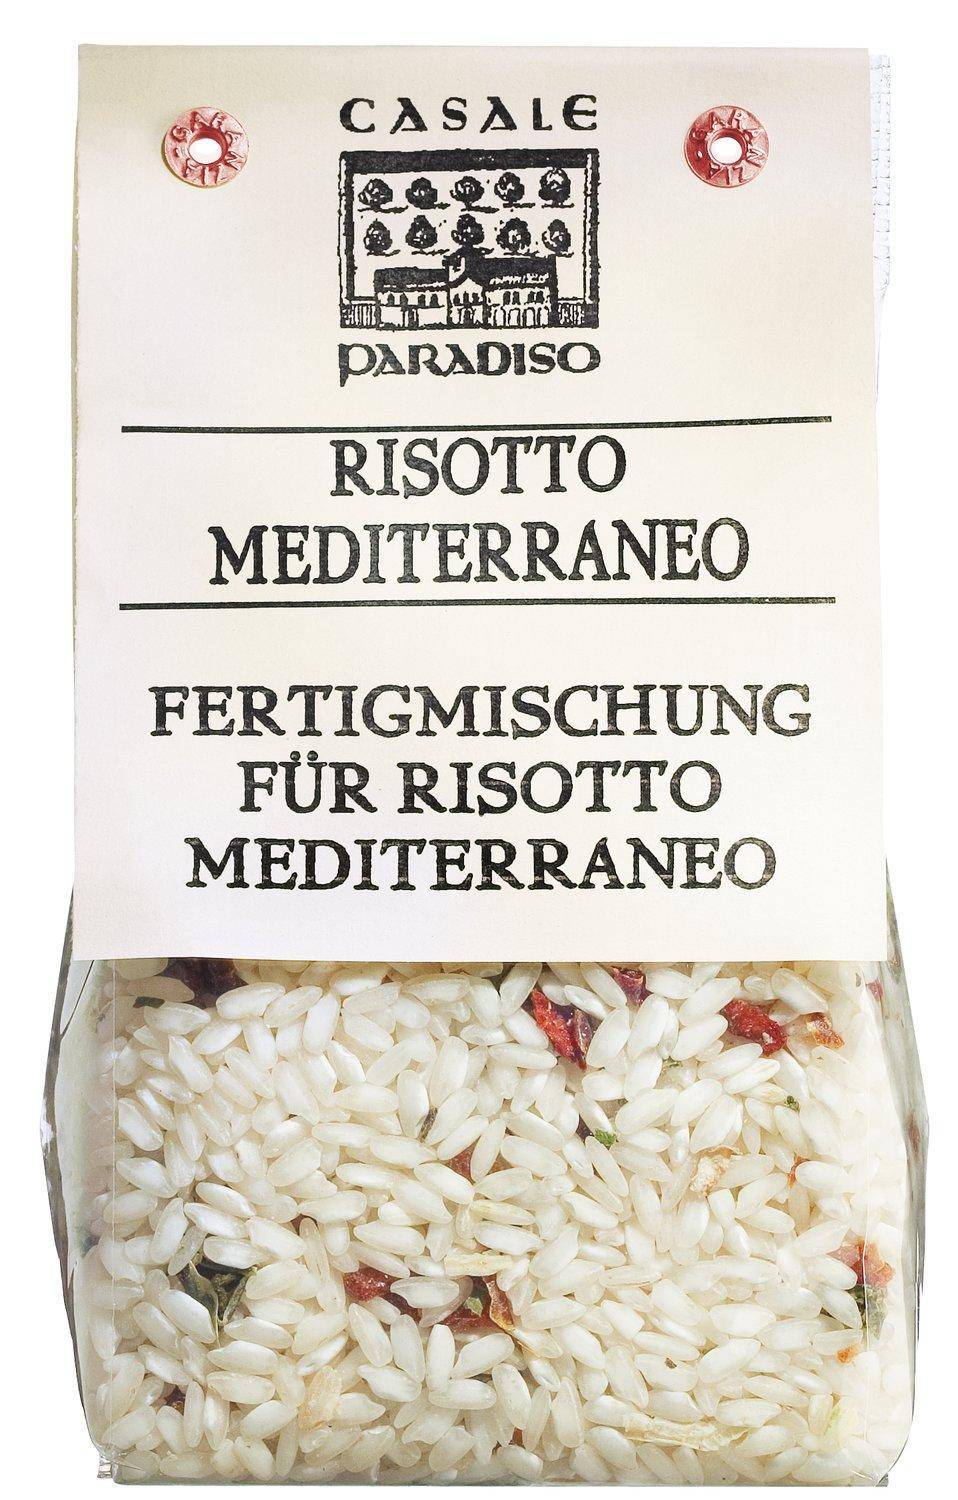 CASALE
PARADISO
RISOTTO
MEDITERRANEO
FERTIGMISCHUNG
FÜR RISOTTO
MEDITERRANEO